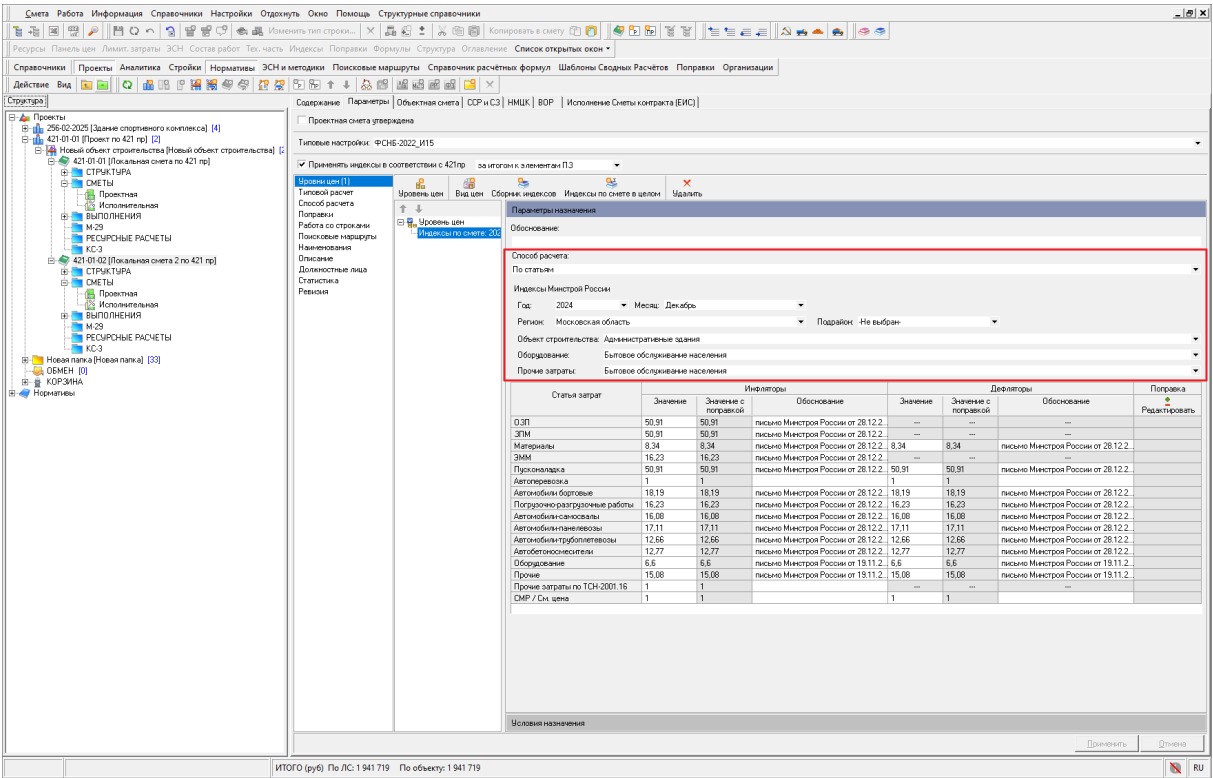 Смета Работа Информация Справочники Настройки Отдохнуть Окно Помощь Структурные справочники
Изменить тип строки... Копировать в смету
Ресурсы Панель цен Лимит. затраты ЭСН Состав работ Тех. часть Индексы Поправки Формулы Структура Оглавление Список открытых окон
Справочники Проекты Аналитика Стройки Нормативы ЭСН и методики Поисковые маршруты Справочник расчётных формул Шаблоны Сводных Расчётов Поправки Организации
Действие Вид
Структура
Проекты
256-02-2025 [Здание спортивного комплекса] [4]
421-01-01 [Проект по 421 пр] [2]
Новый объект строительства [Новый объект строительства]
421-01-01 [Локальная смета по 421 пр]
СТРУКТУРА
СМЕТЫ
Проектная
Исполнительная
ВЫПОЛНЕНИЯ
М-29
РЕСУРСНЫЕ РАСЧЕТЫ
КС-3
421-01-02 [Локальная смета 2 по 421 пр]
СТРУКТУРА
СМЕТЫ
Проектная
Исполнительная
ВЫПОЛНЕНИЯ
М-29
РЕСУРСНЫЕ РАСЧЕТЫ
КС-3
Новая папка [Новая папка] [33]
ОБМЕН [0]
КОРЗИНА
Нормативы
Содержание Параметры Объектная смета ССР и СЗ НМЦК ВОР Исполнение Сметы контракта (ЕИС)
Проектная смета утверждена
Типовые настройки: ФСНБ-2022_И15
Применять индексы в соответствии с 421пр за итогом к элементам ПЗ
Уровни цен (1)
Типовой расчет
Способ расчета
Поправки
Работа со строками
Поисковые маршруты
Наименования
Описание
Должностные лица
Статистика
Ревизия
Уровень цен Вид цен Сборник индексов Индексы по смете в целом Удалить
Уровень цен
Индексы по смете: 202
Параметры назначения
Обоснование:
Способ расчета:
По статьям
Индексы Минстрой России
Год: 2024 Месяц: Декабрь
Регион: Московская область Подрайон: -Не выбран-
Объект строительства: Административные здания
Оборудование: Бытовое обслуживание населения
Прочие затраты: Бытовое обслуживание населения
Статья затрат Инфляторы Дефляторы Поправка
Значение Значение с поправкой Обоснование Значение Значение с поправкой Обоснование Редактировать
ОЗП 50,91 50,91 письмо Минстроя России от 28.12.2... --- --- ---
ЗПМ 50,91 50,91 письмо Минстроя России от 28.12.2... --- --- ---
Материалы 8,34 8,34 письмо Минстроя России от 28.12.2... 8,34 8,34 письмо Минстроя России от 28.12.2...
ЭММ 16,23 16,23 письмо Минстроя России от 28.12.2... --- --- ---
Пусконаладка 50,91 50,91 письмо Минстроя России от 28.12.2... 50,91 50,91 письмо Минстроя России от 28.12.2...
Автоперевозка 1 1 1 1
Автомобили бортовые 18,19 18,19 письмо Минстроя России от 28.12.2... 18,19 18,19 письмо Минстроя России от 28.12.2...
Погрузочно-разгрузочные работы 16,23 16,23 письмо Минстроя России от 28.12.2... 16,23 16,23 письмо Минстроя России от 28.12.2...
Автомобили-самосвалы 16,08 16,08 письмо Минстроя России от 28.12.2... 16,08 16,08 письмо Минстроя России от 28.12.2...
Автомобили-панелевозы 17,11 17,11 письмо Минстроя России от 28.12.2... 17,11 17,11 письмо Минстроя России от 28.12.2...
Автомобили-трубоплетевозы 12,66 12,66 письмо Минстроя России от 28.12.2... 12,66 12,66 письмо Минстроя России от 28.12.2...
Автобетоносмесители 12,77 12,77 письмо Минстроя России от 28.12.2... 12,77 12,77 письмо Минстроя России от 28.12.2...
Оборудование 6,6 6,6 письмо Минстроя России от 19.11.2... 6,6 6,6 письмо Минстроя России от 19.11.2...
Прочие 15,08 15,08 письмо Минстроя России от 19.11.2... 15,08 15,08 письмо Минстроя России от 19.11.2...
Прочие затраты по ТСН-2001.16 1 1 --- --- ---
СМР / См. цена 1 1 1 1
Условия назначения
Применить Отмена
ИТОГО (руб) По ЛС: 1 941 719 По объекту: 1 941 719 RU